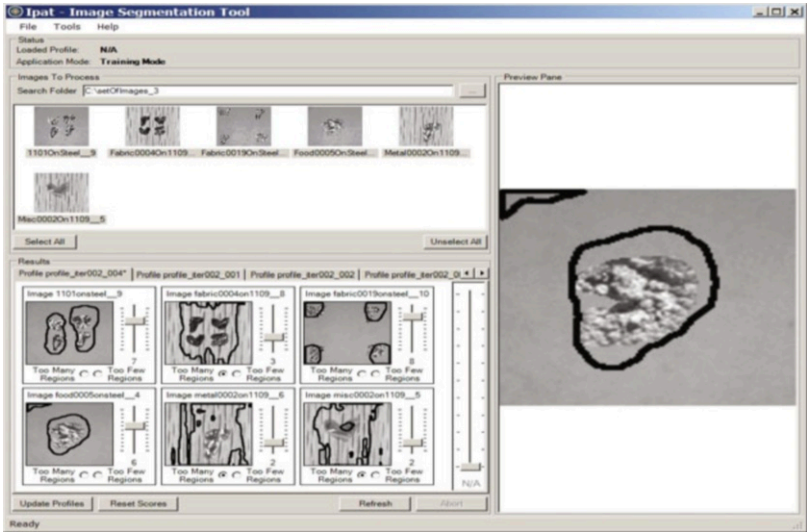 Ipat - Image Segmentation Tool
File Tools Help
Status
Loaded Profile: N/A
Application Mode: Training Mode
Images To Process
Search Folder C:\setOfImages_3 ...
1101OnSteel__9 Fabric0004On1109... Fabric0019OnSteel... Food0005OnSteel... Metal0002On1109...
Misc0002On1109__5
Select All Unselect All
Results
Profile profile_iter002_004* Profile profile_iter002_001 Profile profile_iter002_002 Profile profile_iter002_0
Image 1101onsteel__9 Image fabric0004on1109__8 Image fabric0019onsteel__10
7 3 8
Too Many Regions Too Few Regions Too Many Regions Too Few Regions Too Many Regions Too Few Regions
Image food0005onsteel__4 Image metal0002on1109__6 Image misc0002on1109__5
6 2 2
Too Many Regions Too Few Regions Too Many Regions Too Few Regions Too Many Regions Too Few Regions
N/A
Update Profiles Reset Scores Refresh Abort
Ready
Preview Pane